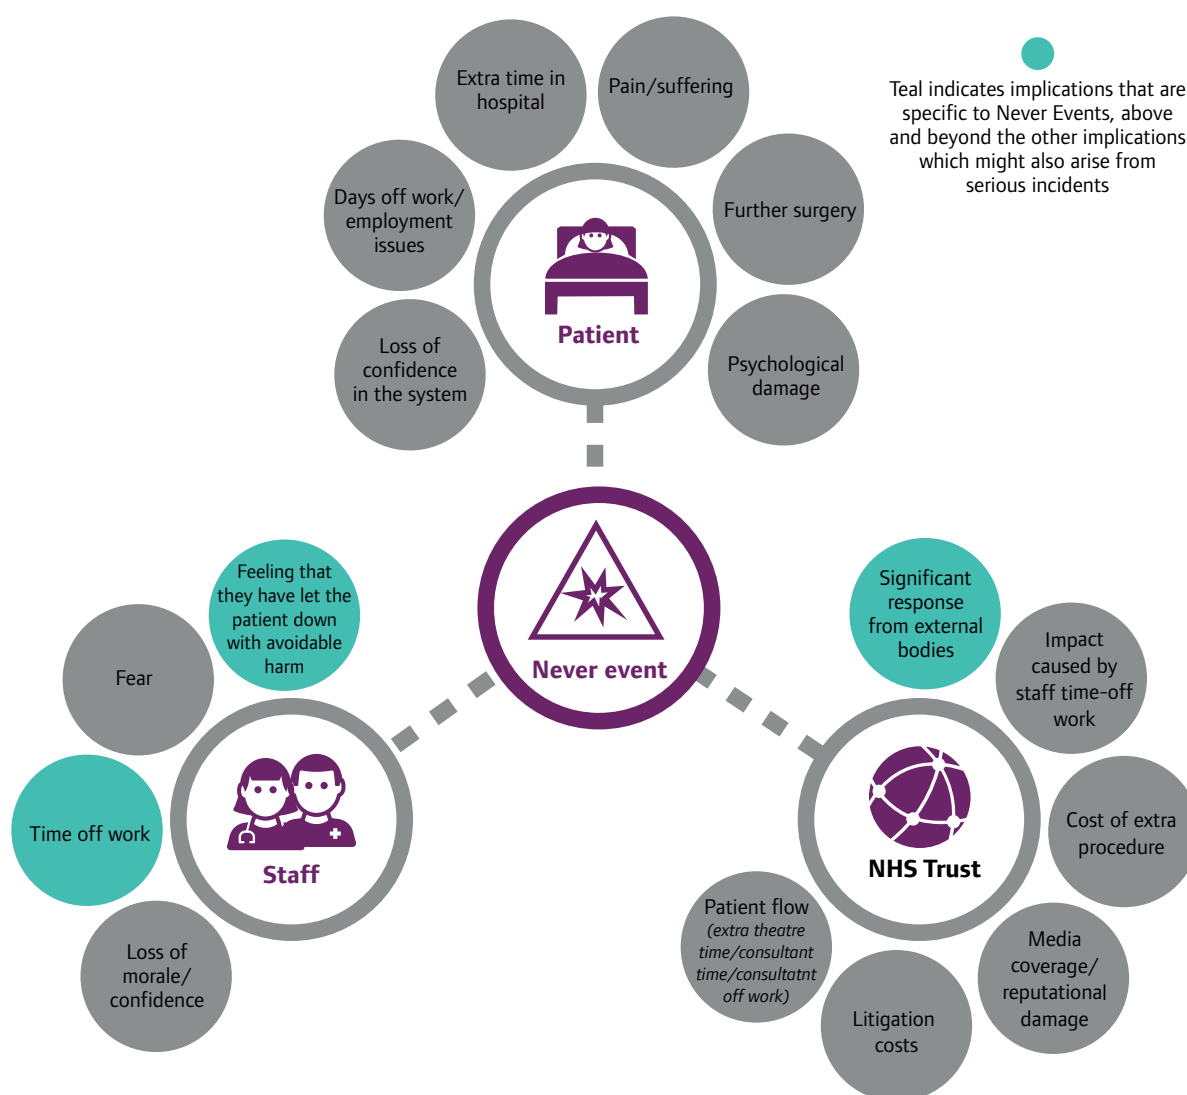 Teal indicates implications that are
specific to Never Events, above
and beyond the other implications
which might also arise from
serious incidents
Extra time in
hospital
Pain/suffering
Days off work/
employment
issues
Further surgery
Patient
Loss of
confidence
in the system
Psychological
damage
Never event
Feeling that
they have let the
patient down
with avoidable
harm
Fear
Time off work
Staff
Loss of
morale/
confidence
Significant
response
from external
bodies
Impact
caused by
staff time-off
work
Cost of extra
procedure
NHS Trust
Patient flow
(extra theatre
time/consultant
time/consultatnt
off work)
Media
coverage/
reputational
damage
Litigation
costs